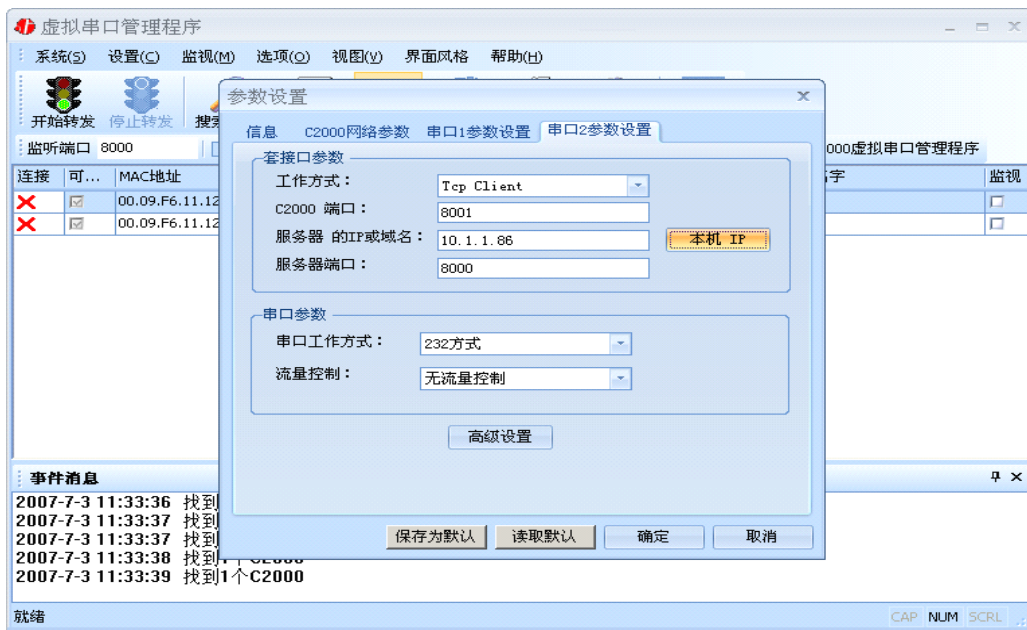 虚拟串口管理程序
系统(S) 设置(C) 监视(M) 选项(O) 视图(V) 界面风格 帮助(H)
开始转发 停止转发
监听端口 8000
000虚拟串口管理程序
连接 可... MAC地址 字 监视
00.09.F6.11.12
00.09.F6.11.12
参数设置
信息 C2000网络参数 串口1参数设置 串口2参数设置
套接口参数
工作方式： Tcp Client
C2000 端口： 8001
服务器 的IP或域名： 10.1.1.86 本机 IP
服务器端口： 8000
串口参数
串口工作方式： 232方式
流量控制： 无流量控制
高级设置
保存为默认 读取默认 确定 取消
事件消息
2007-7-3 11:33:36 找到
2007-7-3 11:33:37 找到
2007-7-3 11:33:37 找到
2007-7-3 11:33:38 找到1个C2000
2007-7-3 11:33:39 找到1个C2000
就绪 CAP NUM SCRL